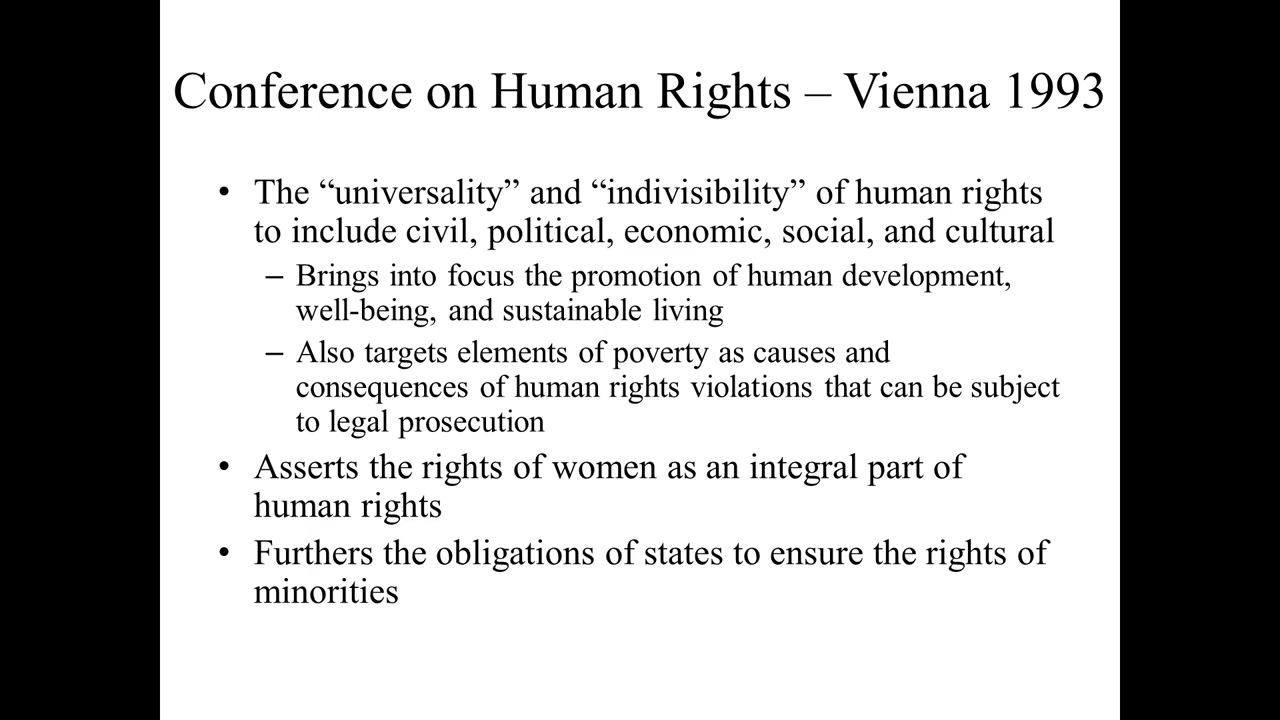 Conference on Human Rights – Vienna 1993
• The “universality” and “indivisibility” of human rights
to include civil, political, economic, social, and cultural
– Brings into focus the promotion of human development,
well-being, and sustainable living
– Also targets elements of poverty as causes and
consequences of human rights violations that can be subject
to legal prosecution
• Asserts the rights of women as an integral part of
human rights
• Furthers the obligations of states to ensure the rights of
minorities